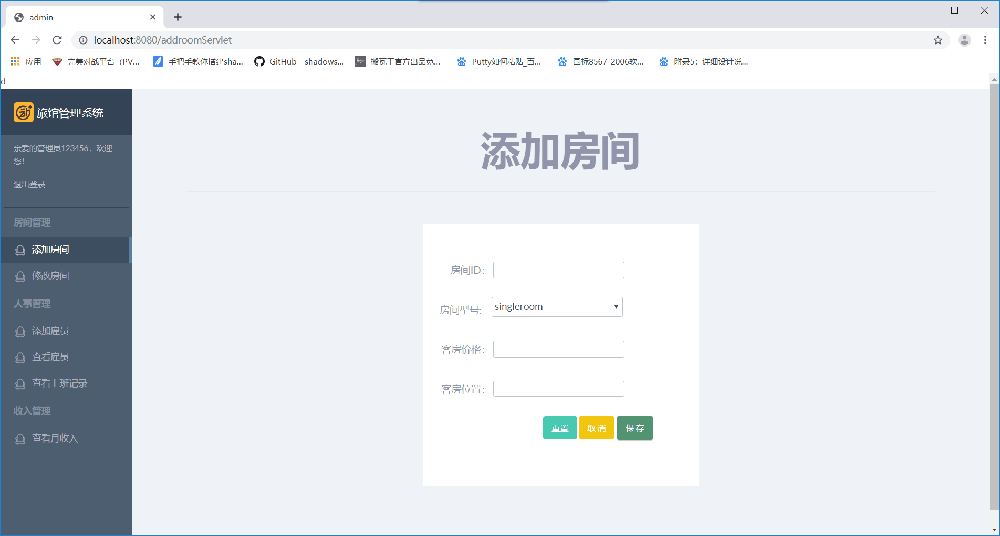 admin
localhost:8080/addroomServlet
应用 完美对战平台（PV... 手把手教你搭建sha... GitHub - shadows... 搬瓦工官方出品免... Putty如何粘贴_百... 国标8567-2006软... 附录5：详细设计说...
d
旅馆管理系统
亲爱的管理员123456，欢迎
您！
退出登录
房间管理
添加房间
修改房间
人事管理
添加雇员
查看雇员
查看上班记录
收入管理
查看月收入
添加房间
房间ID：
房间型号: singleroom
客房价格：
客房位置：
重置 取消 保存